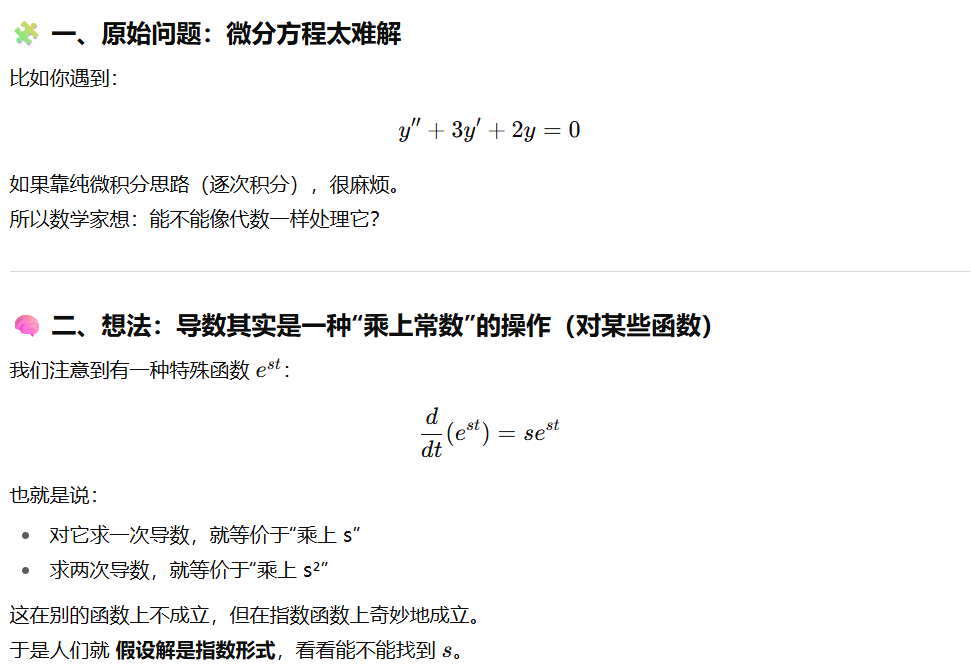 🧩 一、原始问题：微分方程太难解
比如你遇到：
y′′ + 3y′ + 2y = 0
如果靠纯微积分思路（逐次积分），很麻烦。
所以数学家想：能不能像代数一样处理它？
🧠 二、想法：导数其实是一种“乘上常数”的操作（对某些函数）
我们注意到有一种特殊函数 e^{st}：
\frac{d}{dt}(e^{st}) = se^{st}
也就是说：
• 对它求一次导数，就等价于“乘上 s”
• 求两次导数，就等价于“乘上 s²”
这在别的函数上不成立，但在指数函数上奇妙地成立。
于是人们就 假设解是指数形式，看看能不能找到 s。